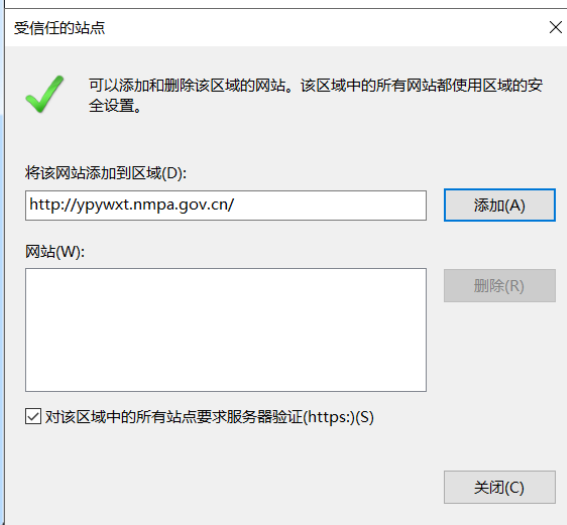 受信任的站点
可以添加和删除该区域的网站。该区域中的所有网站都使用区域的安
全设置。
将该网站添加到区域(D):
http://ypywxt.nmpa.gov.cn/
添加(A)
网站(W):
删除(R)
对该区域中的所有站点要求服务器验证(https:)(S)
关闭(C)